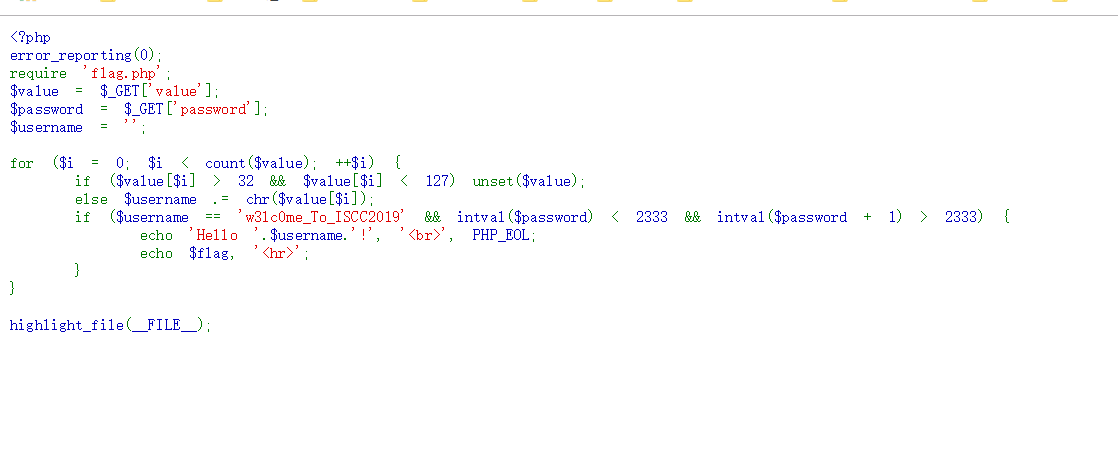 <?php
error_reporting(0);
require 'flag.php';
$value = $_GET['value'];
$password = $_GET['password'];
$username = '';
for ($i = 0; $i < count($value); ++$i) {
if ($value[$i] > 32 && $value[$i] < 127) unset($value);
else $username .= chr($value[$i]);
if ($username == 'w3lc0me_To_ISCC2019' && intval($password) < 2333 && intval($password + 1) > 2333) {
echo 'Hello '.$username.'!', '<br>', PHP_EOL;
echo $flag, '<hr>';
}
}
highlight_file(__FILE__);